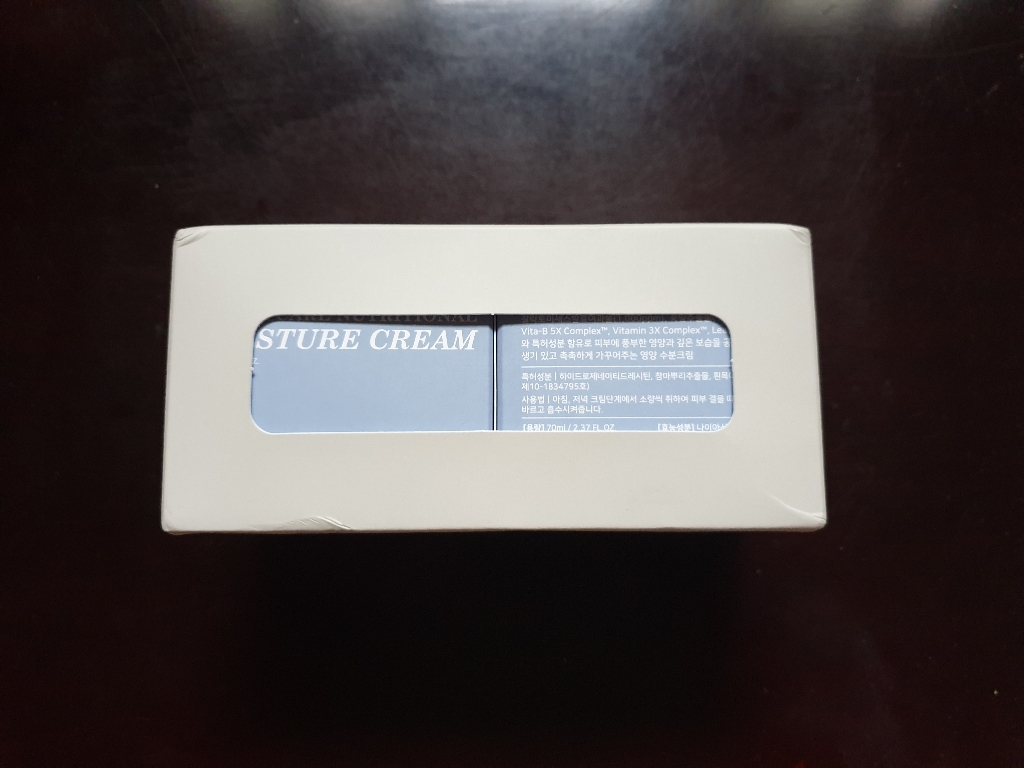 NUTRITIONAL
STURE CREAM
Vita-B 5X Complex™, Vitamin 3X Complex™,
와 특허성분 함유로 피부에 풍부한 영양과 깊은 보습을
생기 있고 촉촉하게 가꾸어주는 영양 수분크림
특허성분 | 하이드로제네이티드레시틴, 참마뿌리추출물,
제10-1834795호)
사용법 | 아침, 저녁 크림단계에서 소량씩 취하여 피부 결을
바르고 흡수시켜줍니다.
[용량] 70ml / 2.37 FL.OZ [효능성분]